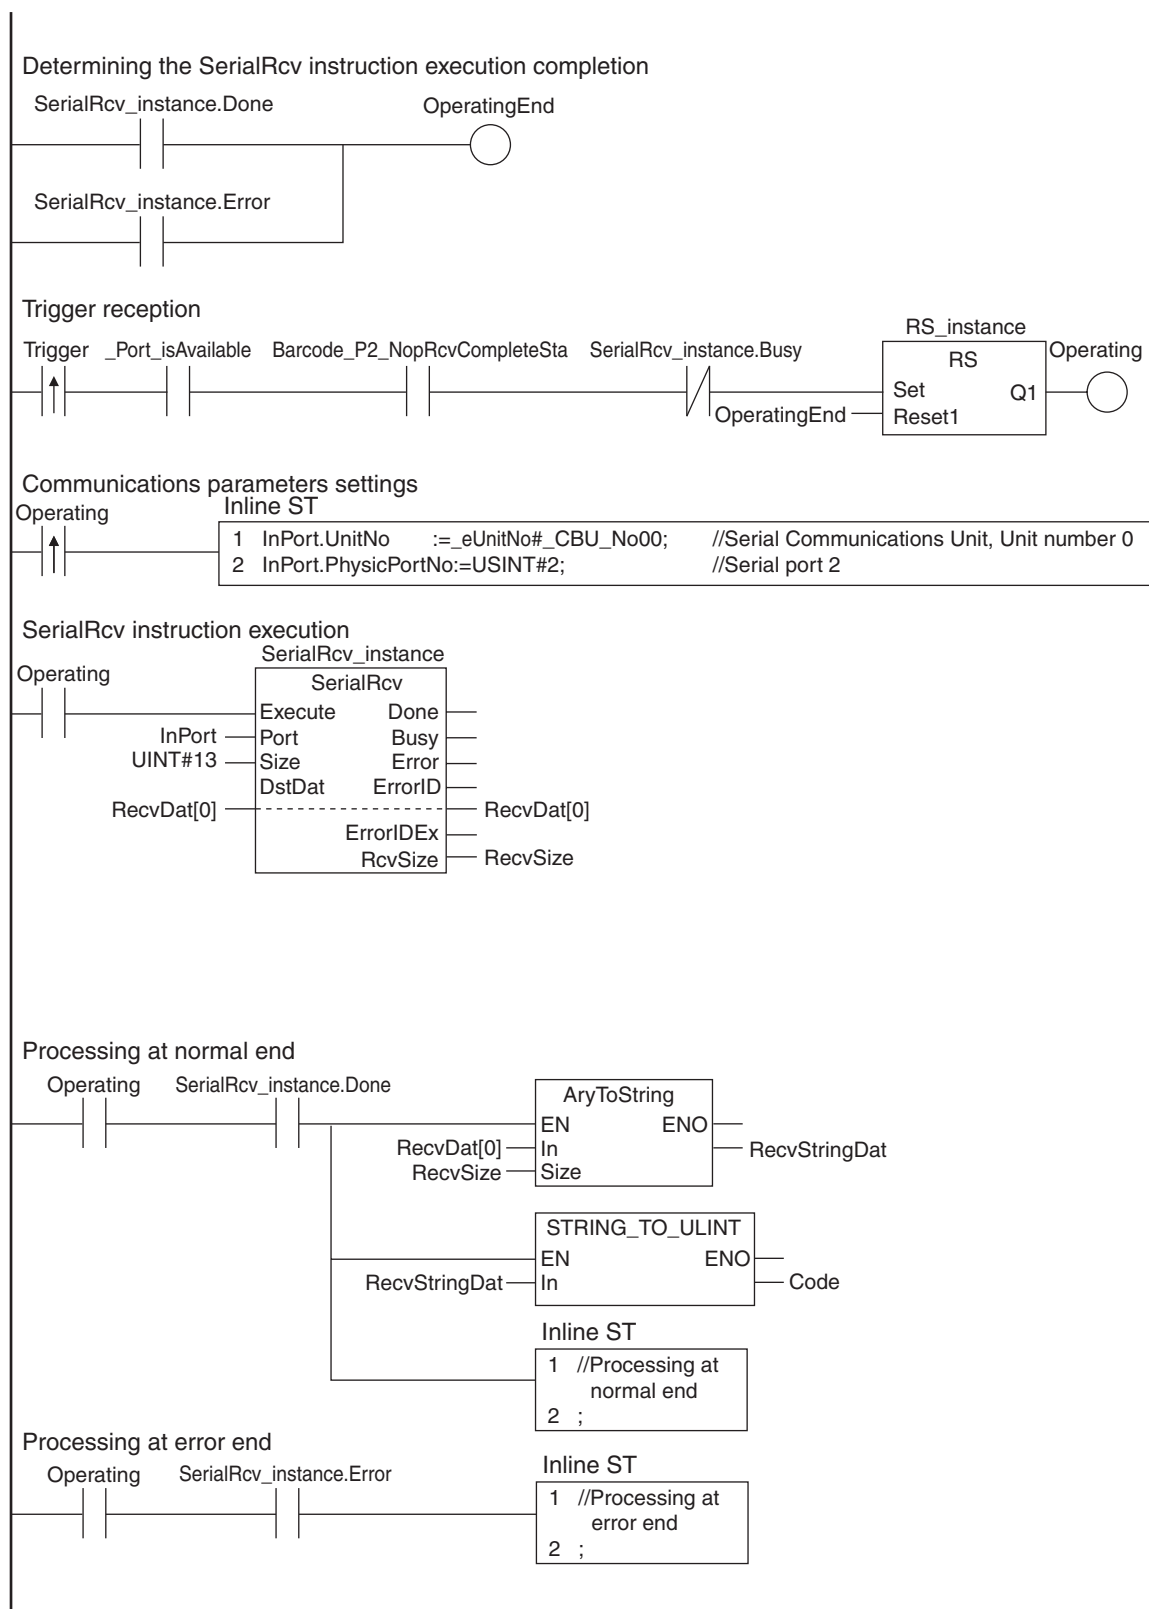 Determining the SerialRcv instruction execution completion
SerialRcv_instance.Done
OperatingEnd
SerialRcv_instance.Error
Trigger reception
RS_instance
Trigger
_Port_isAvailable
Barcode_P2_NopRcvCompleteSta
SerialRcv_instance.Busy
RS
Operating
Set
Q1
OperatingEnd
Reset1
Communications parameters settings
Operating
Inline ST
1 InPort.UnitNo :=_eUnitNo#_CBU_No00; //Serial Communications Unit, Unit number 0
2 InPort.PhysicPortNo:=USINT#2; //Serial port 2
SerialRcv instruction execution
SerialRcv_instance
Operating
SerialRcv
Execute Done
InPort Port Busy
UINT#13 Size Error
DstDat ErrorID
RecvDat[0] RecvDat[0]
ErrorIDEx
RcvSize RecvSize
Processing at normal end
Operating
SerialRcv_instance.Done
AryToString
EN ENO
RecvDat[0] In RecvStringDat
RecvSize Size
STRING_TO_ULINT
EN ENO
RecvStringDat In Code
Inline ST
1 //Processing at
normal end
2 ;
Processing at error end
Operating
SerialRcv_instance.Error
Inline ST
1 //Processing at
error end
2 ;